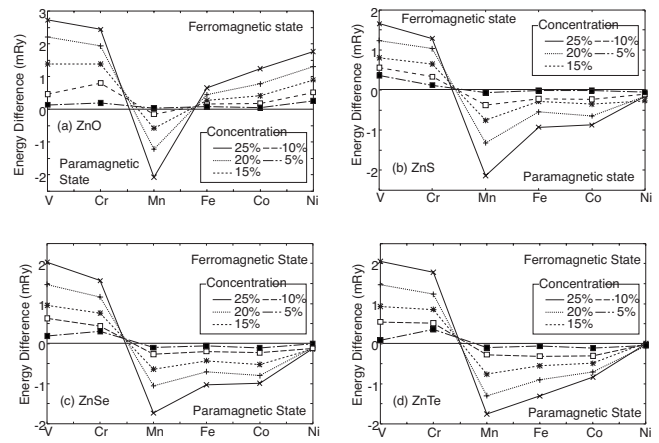 Ferromagnetic state
Energy Difference (mRy)
3
2
1
0
-1
-2
(a) ZnO
Paramagnetic
State
Concentration
25% 10%
20% 5%
15%
V Cr Mn Fe Co Ni
Ferromagnetic state
Energy Difference (mRy)
2
1
0
-1
-2
Concentration
25% 10%
20% 5%
15%
(b) ZnS
Paramagnetic state
V Cr Mn Fe Co Ni
Ferromagnetic State
Energy Difference (mRy)
2
1
0
-1
-2
Concentration
25% 10%
20% 5%
15%
(c) ZnSe
Paramagnetic State
V Cr Mn Fe Co Ni
Ferromagnetic State
Energy Difference (mRy)
2
1
0
-1
-2
Concentration
25% 10%
20% 5%
15%
(d) ZnTe
Paramagnetic State
V Cr Mn Fe Co Ni